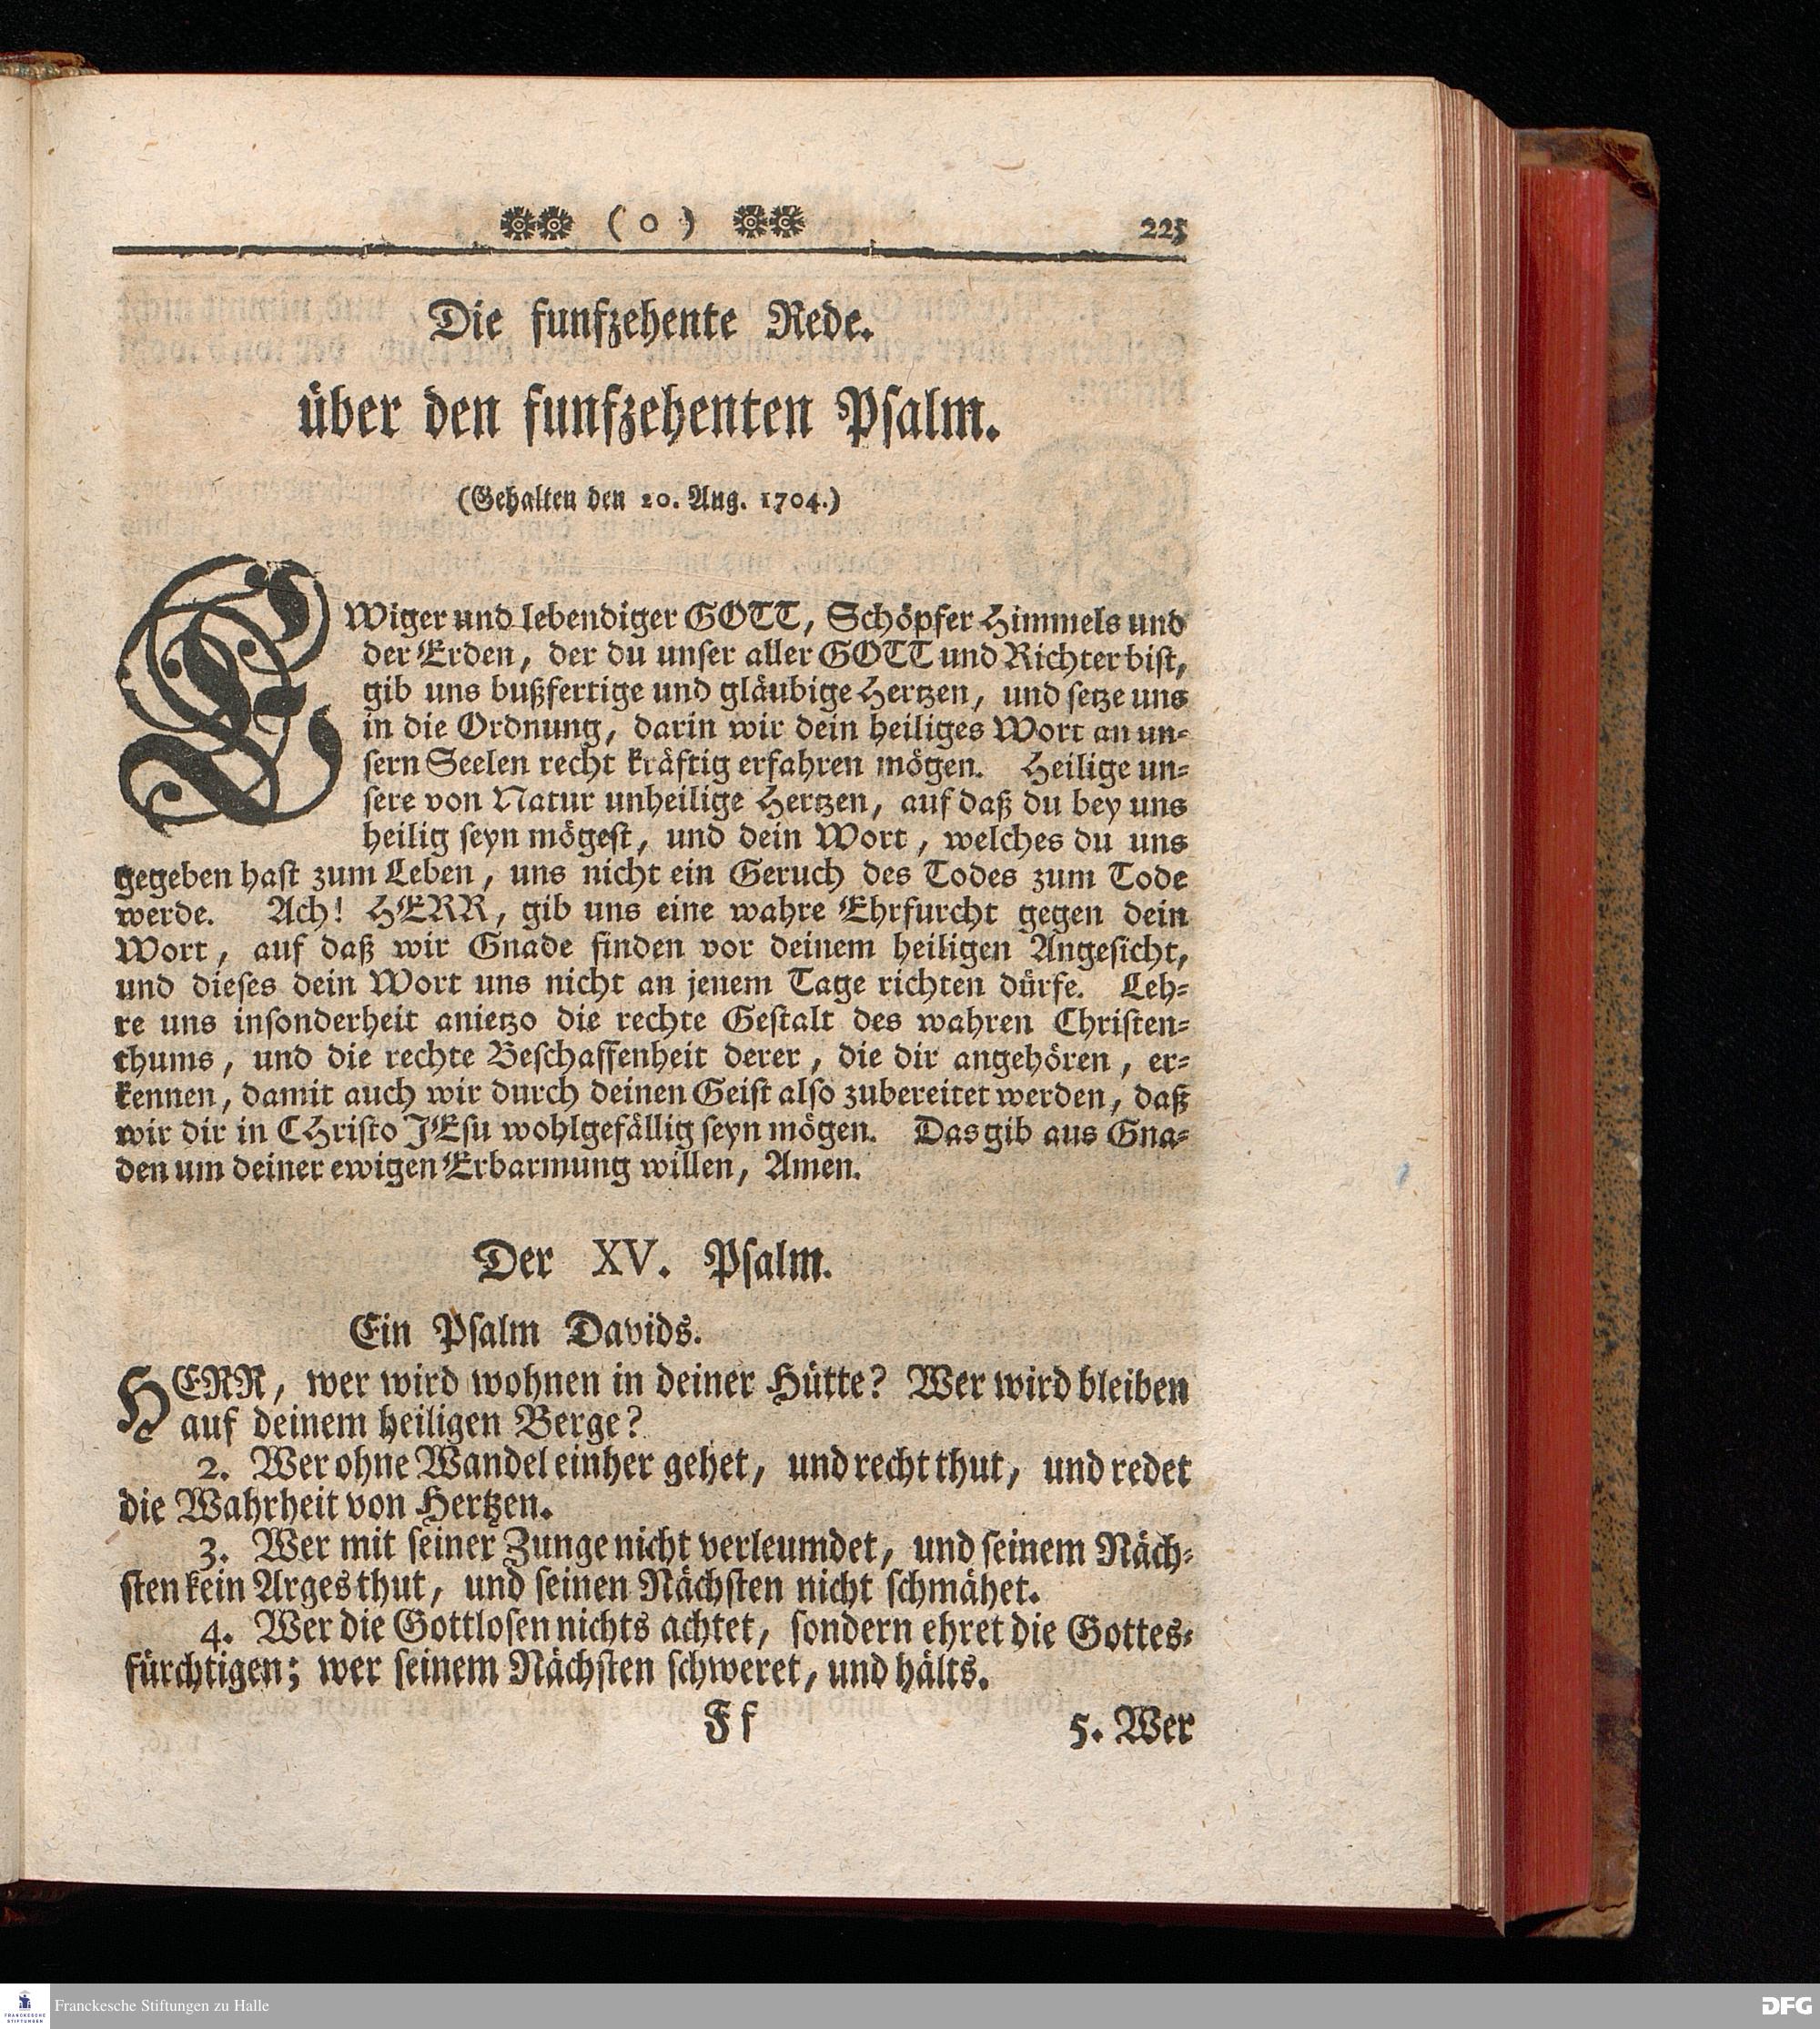 ( o ) 225
Die funfzehente Rede.
über den funfzehenten Psalm.
(Gehalten den 20. Aug. 1704.)
EWiger und lebendiger GOTT, Schöpfer Himmels und
der Erden, der du unser aller GOTT und Richter bist,
gib uns bußfertige und gläubige Hertzen, und setze uns
in die Ordnung, darin wir dein heiliges Wort an un=
sern Seelen recht kräftig erfahren mögen. Heilige un=
sere von Natur unheilige Hertzen, auf daß du bey uns
heilig seyn mögest, und dein Wort, welches du uns
gegeben hast zum Leben, uns nicht ein Geruch des Todes zum Tode
werde. Ach! HERR, gib uns eine wahre Ehrfurcht gegen dein
Wort, auf daß wir Gnade finden vor deinem heiligen Angesicht,
und dieses dein Wort uns nicht an jenem Tage richten dürfe. Leh=
re uns insonderheit anietzo die rechte Gestalt des wahren Christen=
thums, und die rechte Beschaffenheit derer, die dir angehören, er=
kennen, damit auch wir durch deinen Geist also zubereitet werden, daß
wir dir in CHristo JEsu wohlgefällig seyn mögen. Das gib aus Gna=
den um deiner ewigen Erbarmung willen, Amen.
Der XV. Psalm.
Ein Psalm Davids.
HERR, wer wird wohnen in deiner Hütte? Wer wird bleiben
auf deinem heiligen Berge?
2. Wer ohne Wandel einher gehet, und recht thut, und redet
die Wahrheit von Hertzen.
3. Wer mit seiner Zunge nicht verleumdet, und seinem Näch=
sten kein Arges thut, und seinen Nächsten nicht schmähet.
4. Wer die Gottlosen nichts achtet, sondern ehret die Gottes=
fürchtigen; wer seinem Nächsten schweret, und hälts.
Ff 5. Wer
FRANCKESCHE
STIFTUNGEN
Franckesche Stiftungen zu Halle
DFG